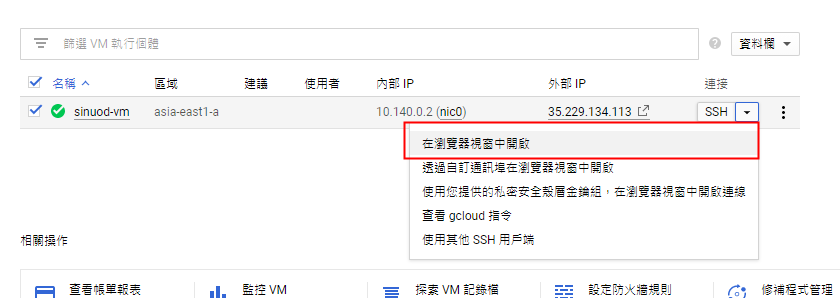 篩選 VM 執行個體
資料欄
名稱 區域 建議 使用者 內部 IP 外部 IP 連接
sinuod-vm asia-east1-a 10.140.0.2 (nic0) 35.229.134.113 SSH
在瀏覽器視窗中開啟
透過自訂通訊埠在瀏覽器視窗中開啟
使用您提供的私密安全殼層金鑰組，在瀏覽器視窗中開啟連線
查看 gcloud 指令
使用其他 SSH 用戶端
相關操作
查看帳單報表 監控 VM 探索 VM 記錄檔 設定防火牆規則 修補程式管理